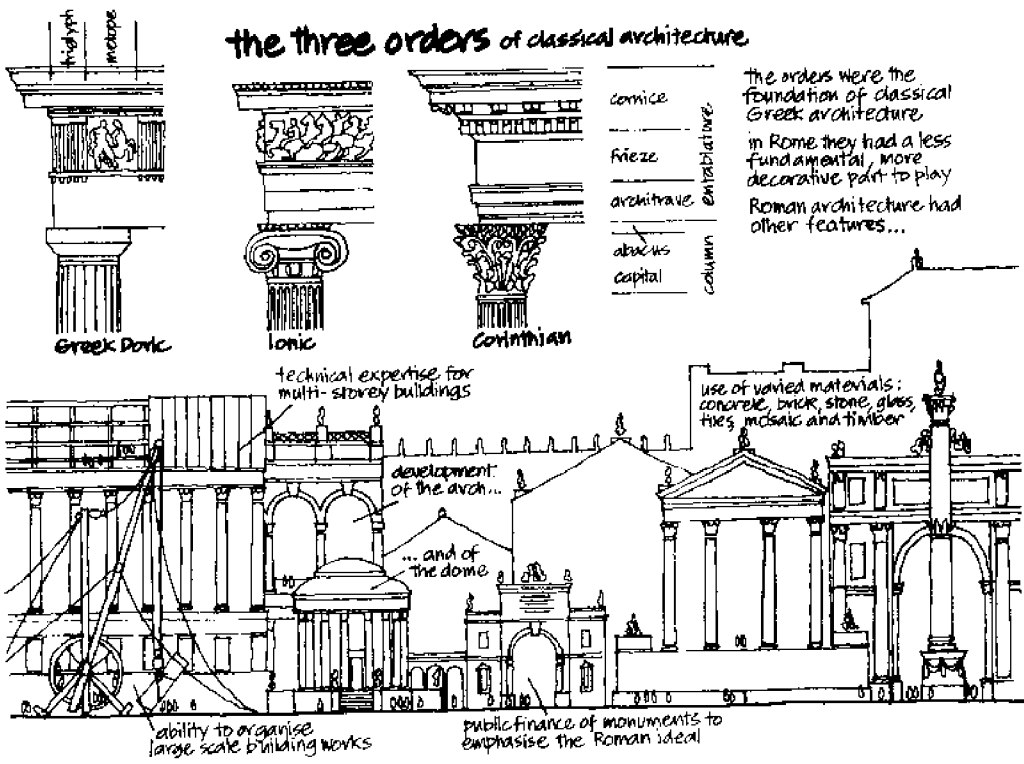 the three orders of classical architecture
triglyph
metope
cornice
frieze
architrave
entablature
abacus
capital
column
the orders were the
foundation of classical
Greek architecture
in Rome they had a less
fundamental, more
decorative part to play
Roman architecture had
other features...
Greek Doric
Ionic
Corinthian
technical expertise for
multi-storey buildings
use of varied materials:
concrete, brick, stone, glass,
tiles, mosaic and timber
development
of the arch...
... and of
the dome
ability to organise
large scale building works
public finance of monuments to
emphasise the Roman ideal